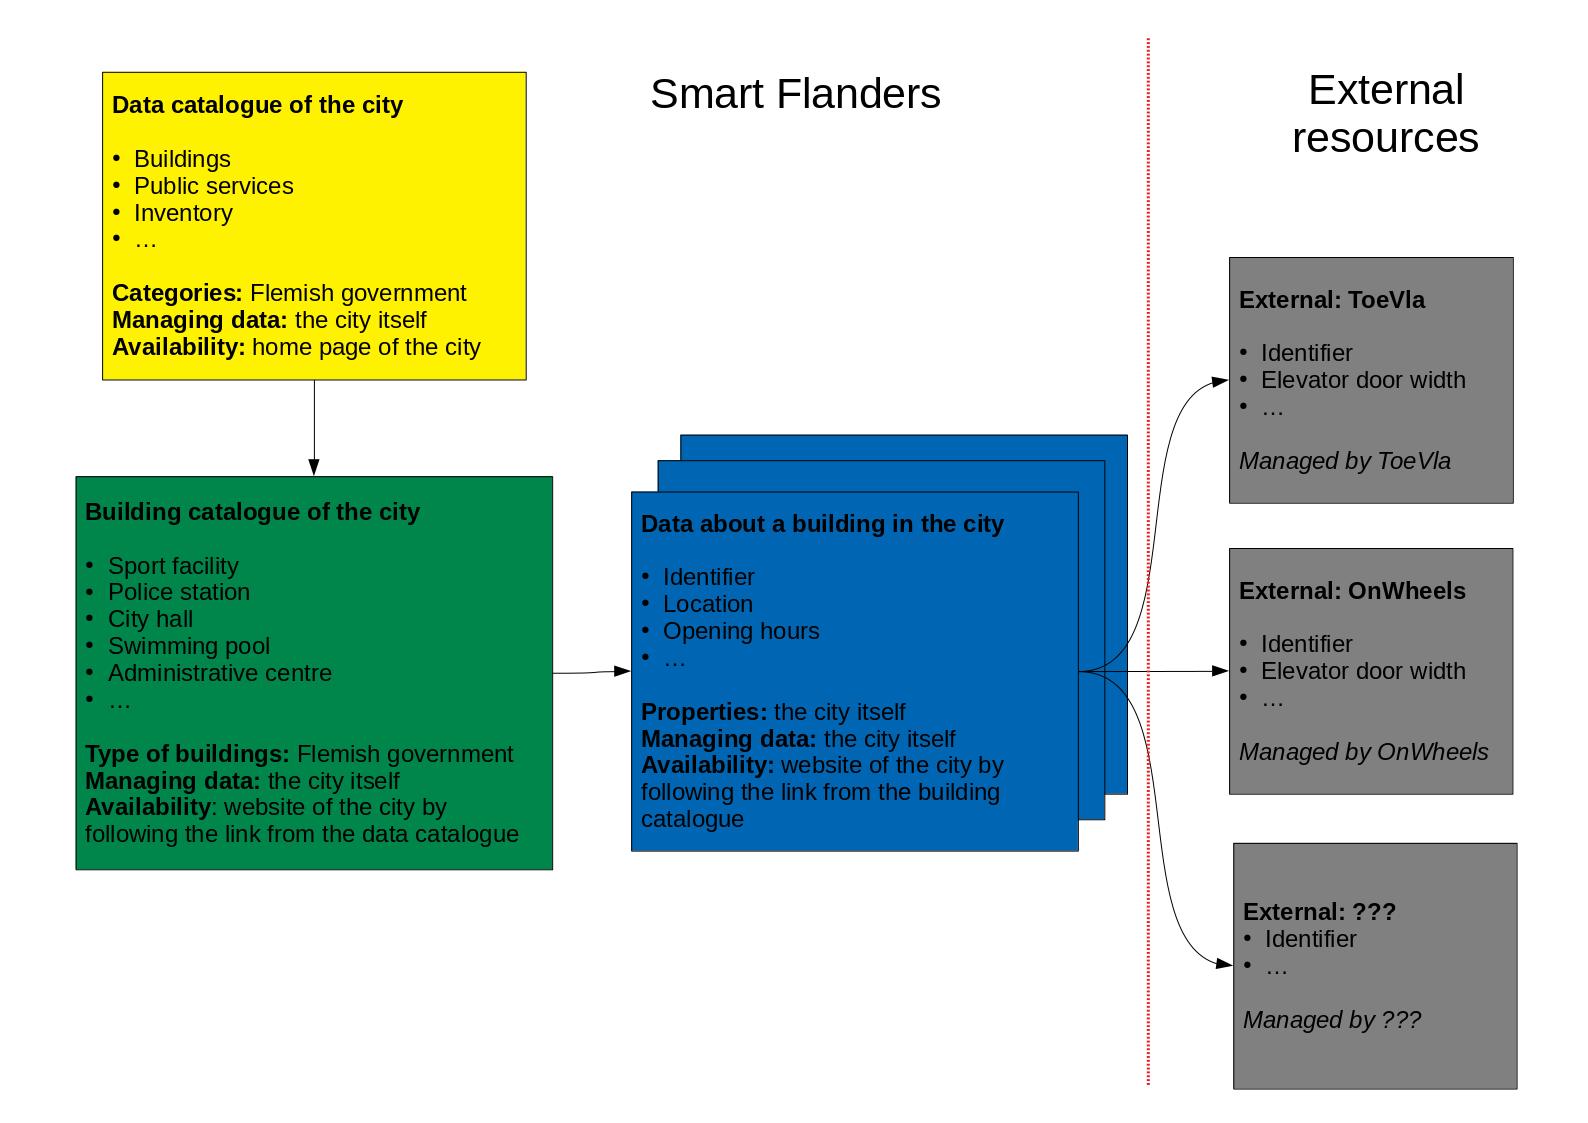 Smart Flanders
External
resources
Data catalogue of the city
• Buildings
• Public services
• Inventory
• …
Categories: Flemish government
Managing data: the city itself
Availability: home page of the city
Building catalogue of the city
• Sport facility
• Police station
• City hall
• Swimming pool
• Administrative centre
• …
Type of buildings: Flemish government
Managing data: the city itself
Availability: website of the city by
following the link from the data catalogue
Data about a building in the city
• Identifier
• Location
• Opening hours
• …
Properties: the city itself
Managing data: the city itself
Availability: website of the city by
following the link from the building
catalogue
External: ToeVla
• Identifier
• Elevator door width
• …
Managed by ToeVla
External: OnWheels
• Identifier
• Elevator door width
• …
Managed by OnWheels
External: ???
• Identifier
• …
Managed by ???